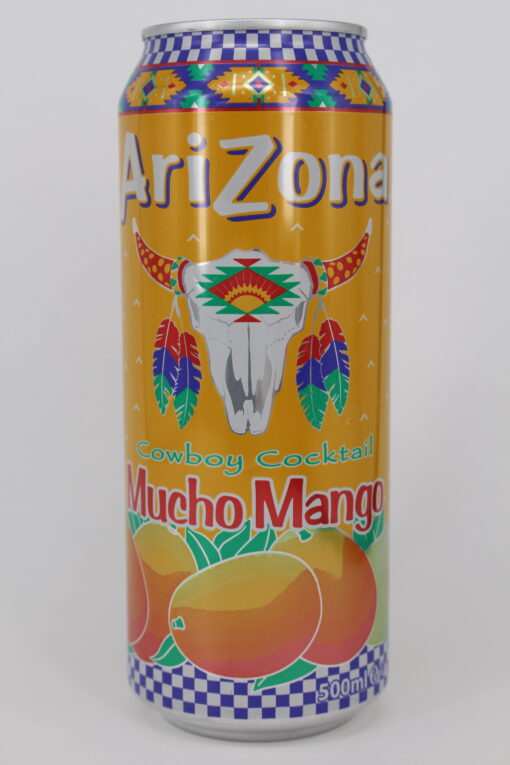 AriZona
Cowboy Cocktail
Mucho Mango
500ml ℮